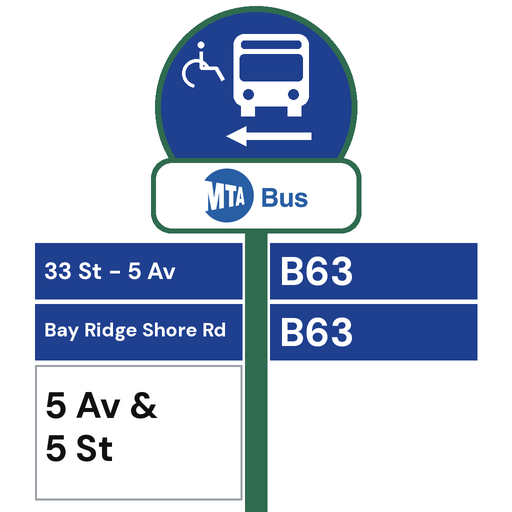 MTA Bus
33 St - 5 Av B63
Bay Ridge Shore Rd B63
5 Av &
5 St